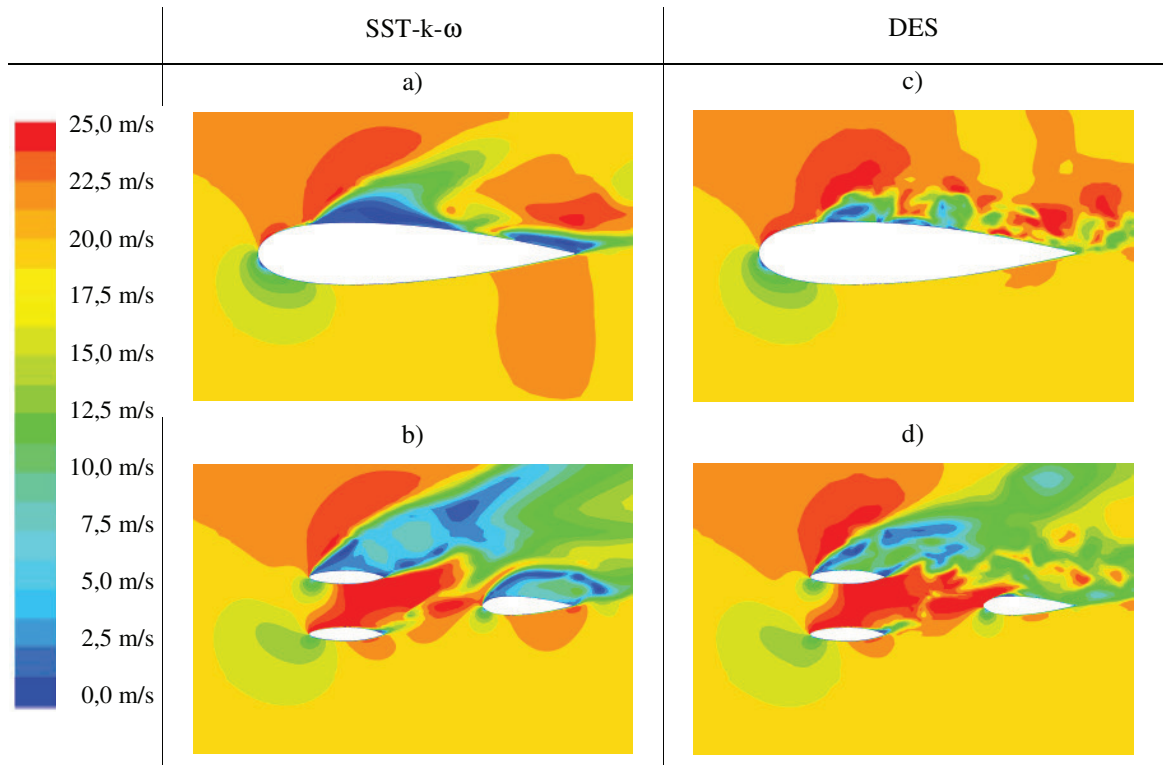 SST-k-ω
DES
a)
c)
25,0 m/s
22,5 m/s
20,0 m/s
17,5 m/s
15,0 m/s
12,5 m/s
10,0 m/s
7,5 m/s
5,0 m/s
2,5 m/s
0,0 m/s
b)
d)